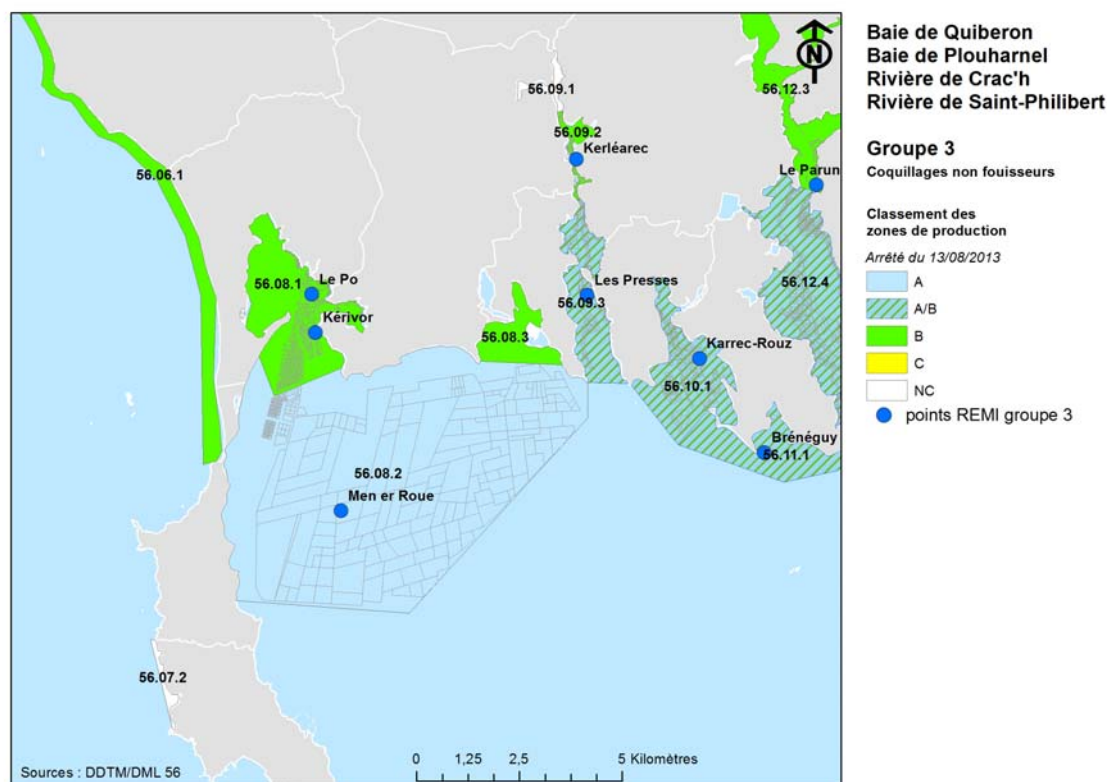 Baie de Quiberon
Baie de Plouharnel
Rivière de Crac'h
Rivière de Saint-Philibert
Groupe 3
Coquillages non fouisseurs
Classement des
zones de production
Arrêté du 13/08/2013
A
A/B
B
C
NC
points REMI groupe 3
N
56.09.1
56.12.3
56.09.2
Kerléarec
56.06.1
Le Parun
56.08.1
Le Po
Les Presses
56.12.4
56.09.3
Kérivor
56.08.3
Karrec-Rouz
56.10.1
Brénéguy
56.11.1
56.08.2
Men er Roue
56.07.2
0 1,25 2,5 5 Kilomètres
Sources : DDTM/DML 56